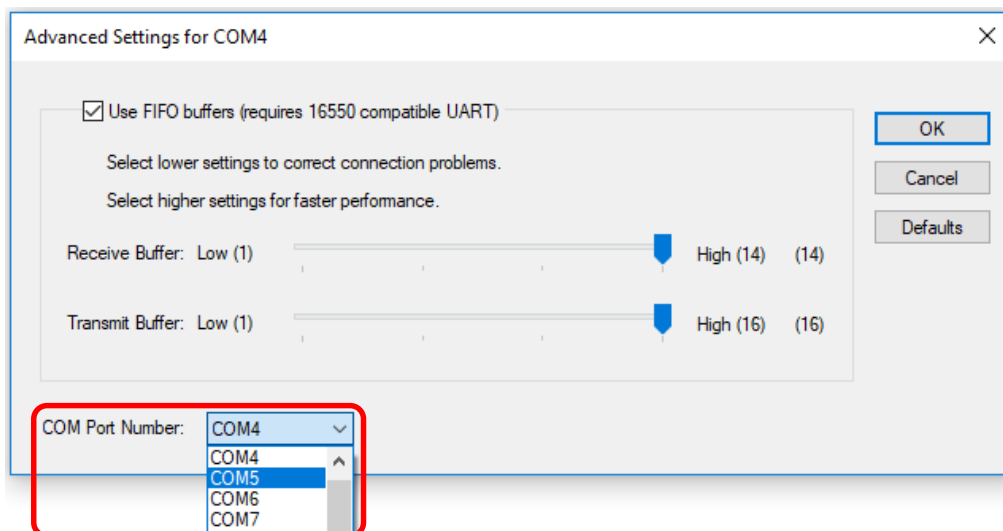 Advanced Settings for COM4
Use FIFO buffers (requires 16550 compatible UART)
OK
Select lower settings to correct connection problems.
Cancel
Select higher settings for faster performance.
Defaults
Receive Buffer: Low (1) High (14) (14)
Transmit Buffer: Low (1) High (16) (16)
COM Port Number: COM4
COM4
COM5
COM6
COM7